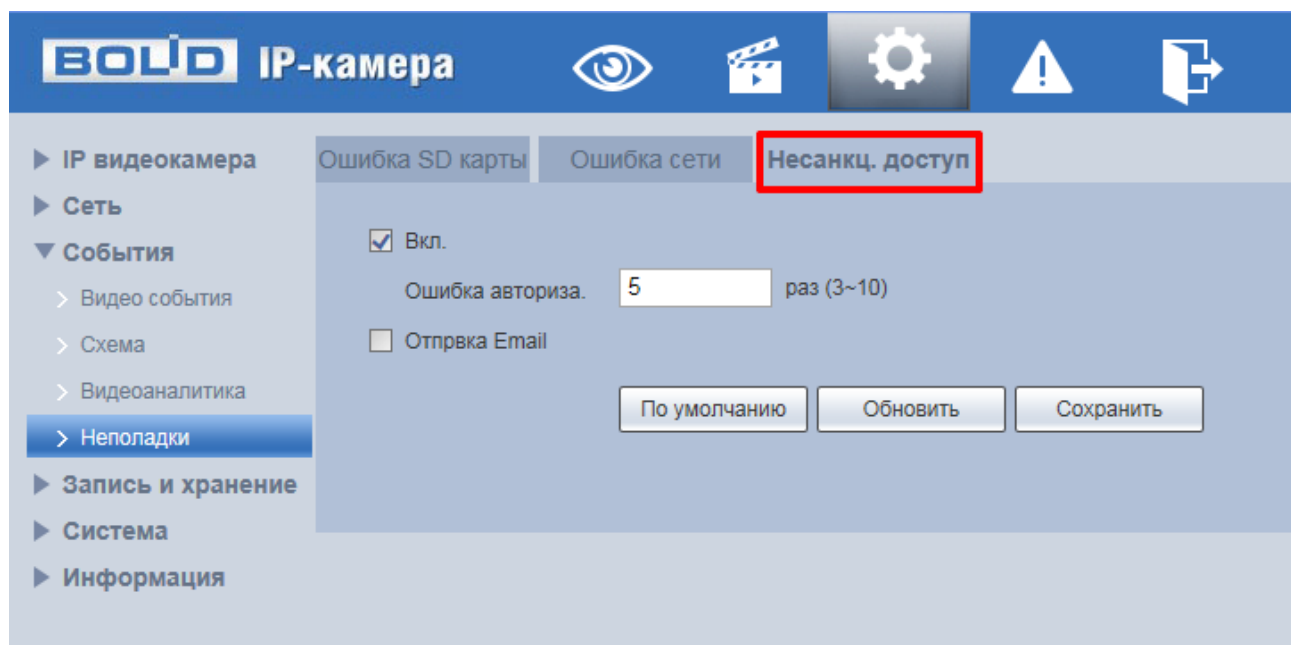 BOLID IP-камера
IP видеокамера
Сеть
События
Видео события
Схема
Видеоаналитика
Неполадки
Запись и хранение
Система
Информация
Ошибка SD карты Ошибка сети Несанкц. доступ
Вкл.
Ошибка авториза. 5 раз (3~10)
Отпрвка Email
По умолчанию Обновить Сохранить